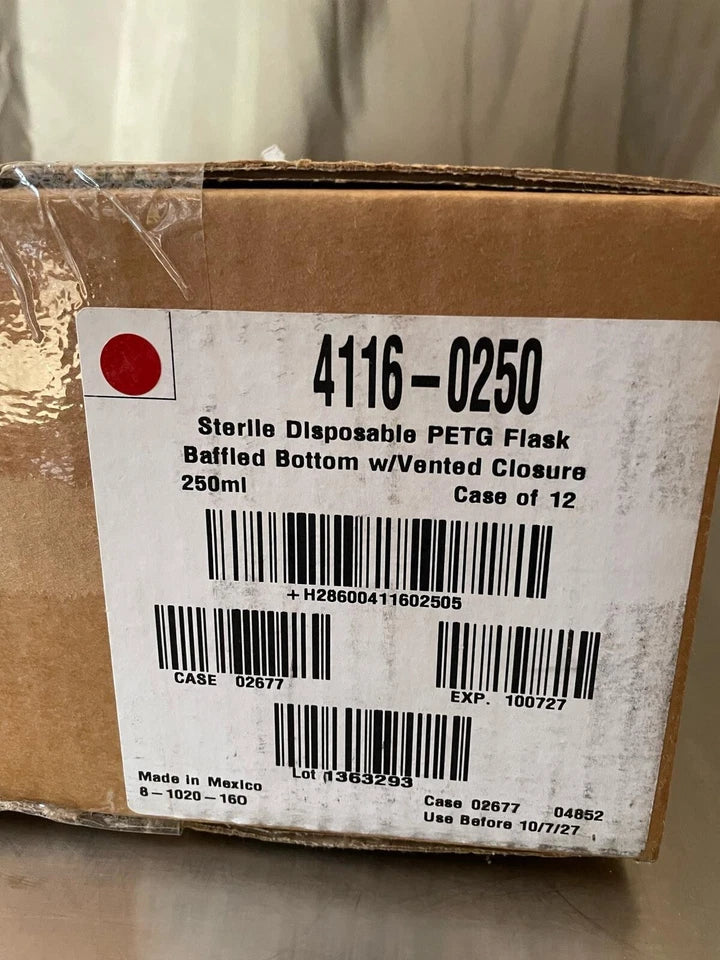 4116-0250
Sterile Disposable PETG Flask
Baffled Bottom w/Vented Closure
250ml Case of 12
+H28600411602505
CASE 02677
EXP. 100727
Lot 1363293
Made in Mexico
8-1020-160
Case 02677 04852
Use Before 10/7/27